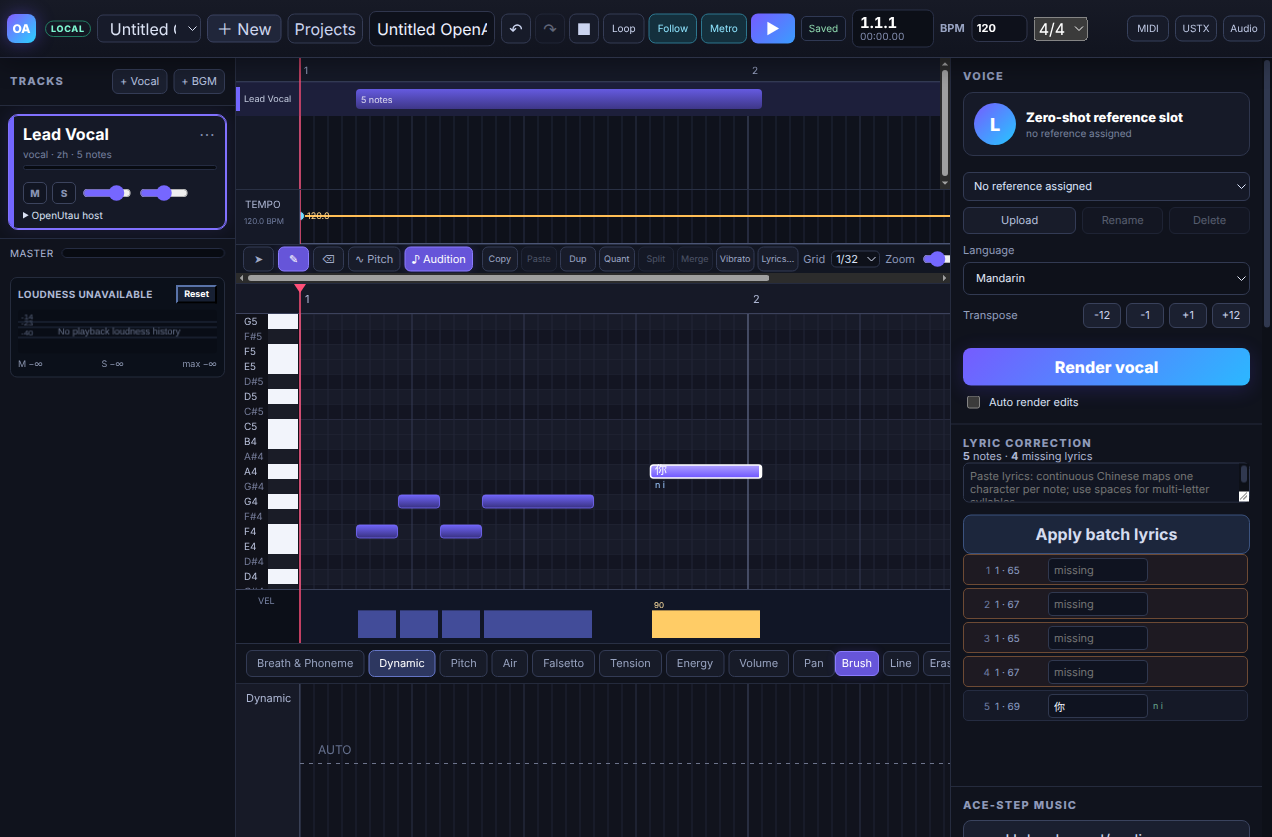 OA LOCAL Untitled ( + New Projects Untitled OpenA Loop Follow Metro Saved 1.1.1 00:00.00 BPM 120 4/4 MIDI USTX Audio
TRACKS + Vocal + BGM
Lead Vocal ...
vocal · zh · 5 notes
M S
OpenUtau host
MASTER
LOUDNESS UNAVAILABLE Reset
-14
-23
-40 No playback loudness history
M −∞ S −∞ max −∞
1 2
Lead Vocal 5 notes
TEMPO
120.0 BPM 120.0
Pitch Audition Copy Paste Dup Quant Split Merge Vibrato Lyrics... Grid 1/32 Zoom
1 2
G5
F#5
F5
E5
D#5
D5
C#5
C5
B4
A#4
A4 你
G#4 n i
G4
F#4
F4
E4
D#4
D4
VEL 90
Breath & Phoneme Dynamic Pitch Air Falsetto Tension Energy Volume Pan Brush Line Eras
Dynamic
AUTO
VOICE
L Zero-shot reference slot
no reference assigned
No reference assigned
Upload Rename Delete
Language
Mandarin
Transpose -12 -1 +1 +12
Render vocal
Auto render edits
LYRIC CORRECTION
5 notes · 4 missing lyrics
Paste lyrics: continuous Chinese maps one
character per note; use spaces for multi-letter
Apply batch lyrics
1 1 · 65 missing
2 1 · 67 missing
3 1 · 65 missing
4 1 · 67 missing
5 1 · 69 你 n i
ACE-STEP MUSIC